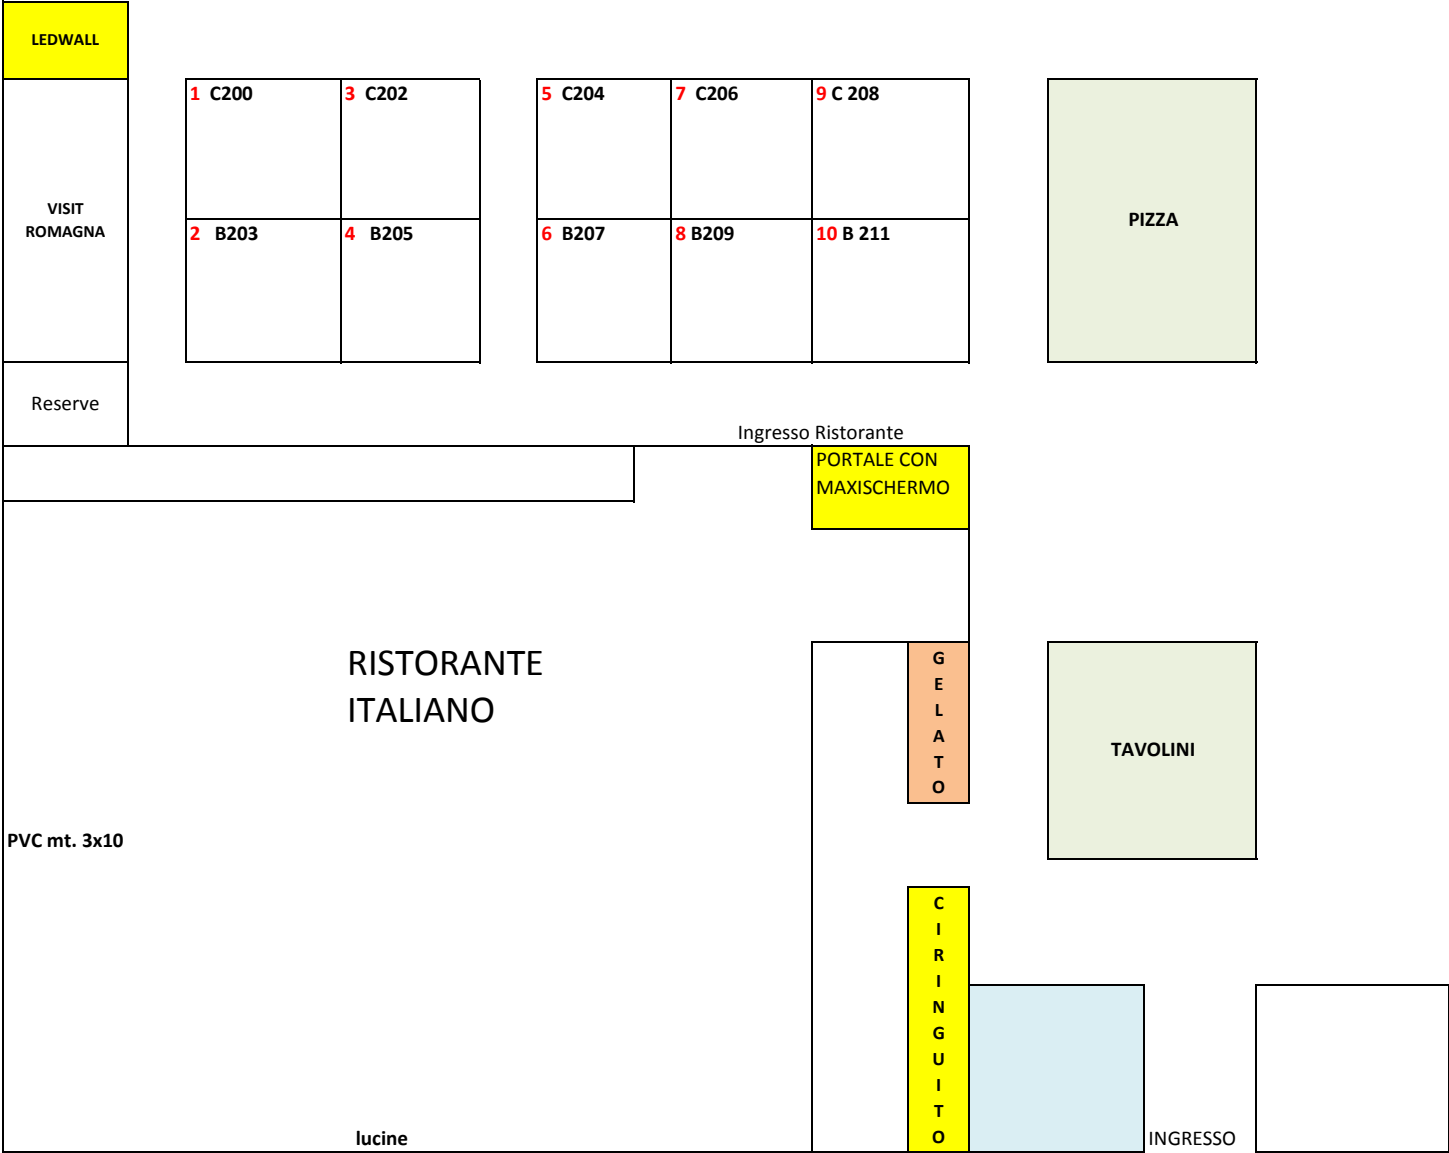 LEDWALL
1 C200
3 C202
5 C204
7 C206
9 C 208
VISIT
ROMAGNA
PIZZA
2 B203
4 B205
6 B207
8 B209
10 B 211
Reserve
Ingresso Ristorante
PORTALE CON
MAXISCHERMO
RISTORANTE
ITALIANO
G
E
L
A
T
O
TAVOLINI
PVC mt. 3x10
C
I
R
I
N
G
U
I
T
O
lucine
INGRESSO